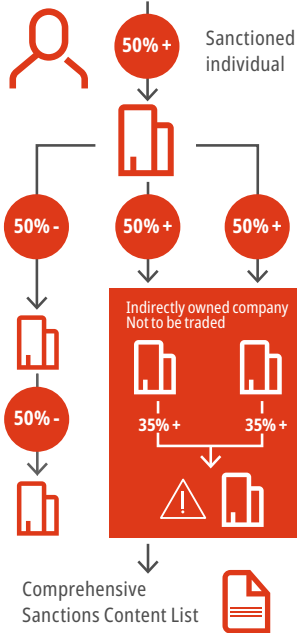 50% +
Sanctioned
individual
50% -
50% +
50% +
Indirectly owned company
Not to be traded
35% +
35% +
50% -
Comprehensive
Sanctions Content List